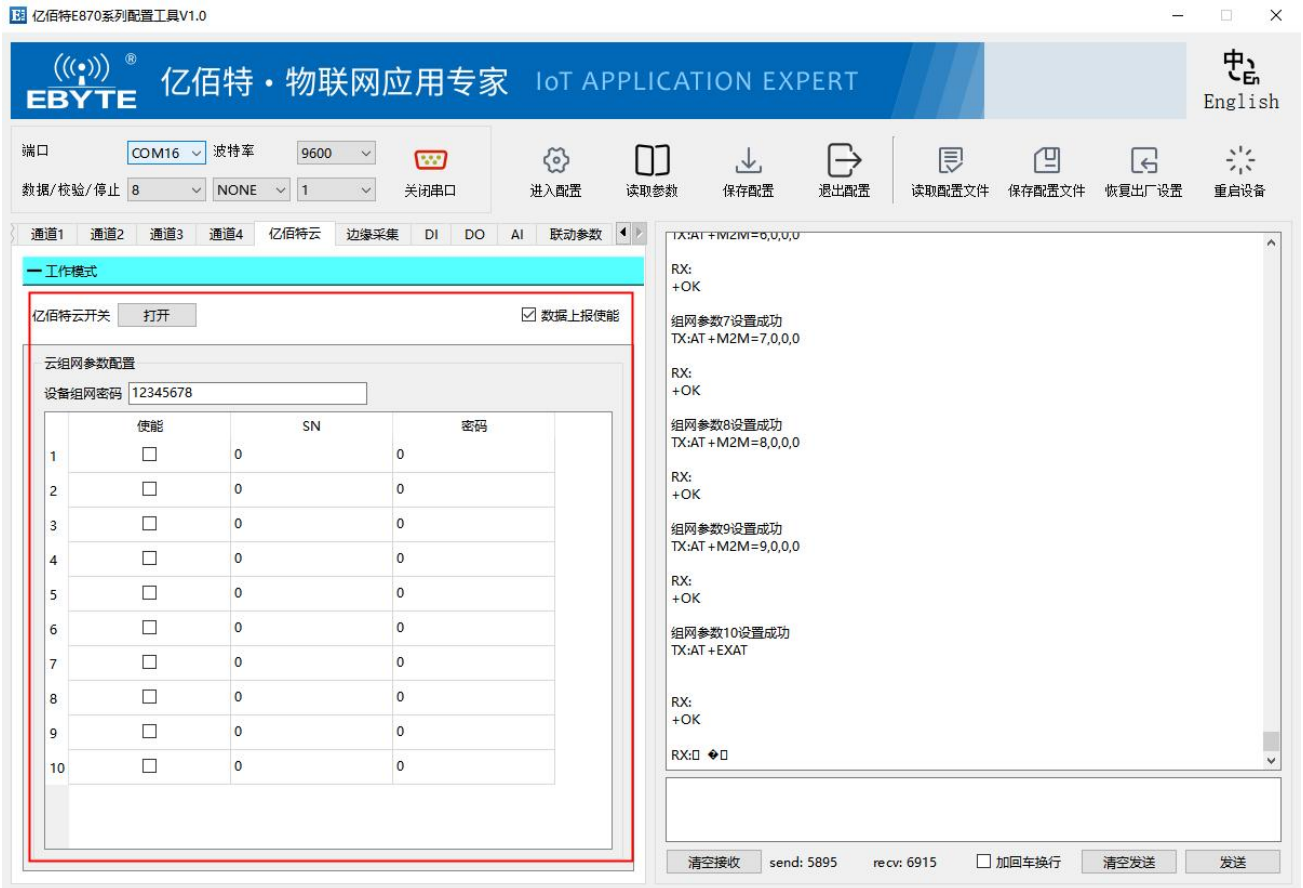 亿佰特E870系列配置工具V1.0
EBYTE ®
亿佰特・物联网应用专家 IoT APPLICATION EXPERT
中 En
English
端口 COM16 波特率 9600
数据/校验/停止 8 NONE 1
关闭串口 进入配置 读取参数 保存配置 退出配置 读取配置文件 保存配置文件 恢复出厂设置 重启设备
通道1 通道2 通道3 通道4 亿佰特云 边缘采集 DI DO AI 联动参数
工作模式
亿佰特云开关 打开 数据上报使能
云组网参数配置
设备组网密码 12345678
使能 SN 密码
1 0 0
2 0 0
3 0 0
4 0 0
5 0 0
6 0 0
7 0 0
8 0 0
9 0 0
10 0 0
TX:AT+M2M=6,0,0,0
RX:
+OK
组网参数7设置成功
TX:AT+M2M=7,0,0,0
RX:
+OK
组网参数8设置成功
TX:AT+M2M=8,0,0,0
RX:
+OK
组网参数9设置成功
TX:AT+M2M=9,0,0,0
RX:
+OK
组网参数10设置成功
TX:AT+EXAT
RX:
+OK
RX:
清空接收 send: 5895 recv: 6915 加回车换行 清空发送 发送